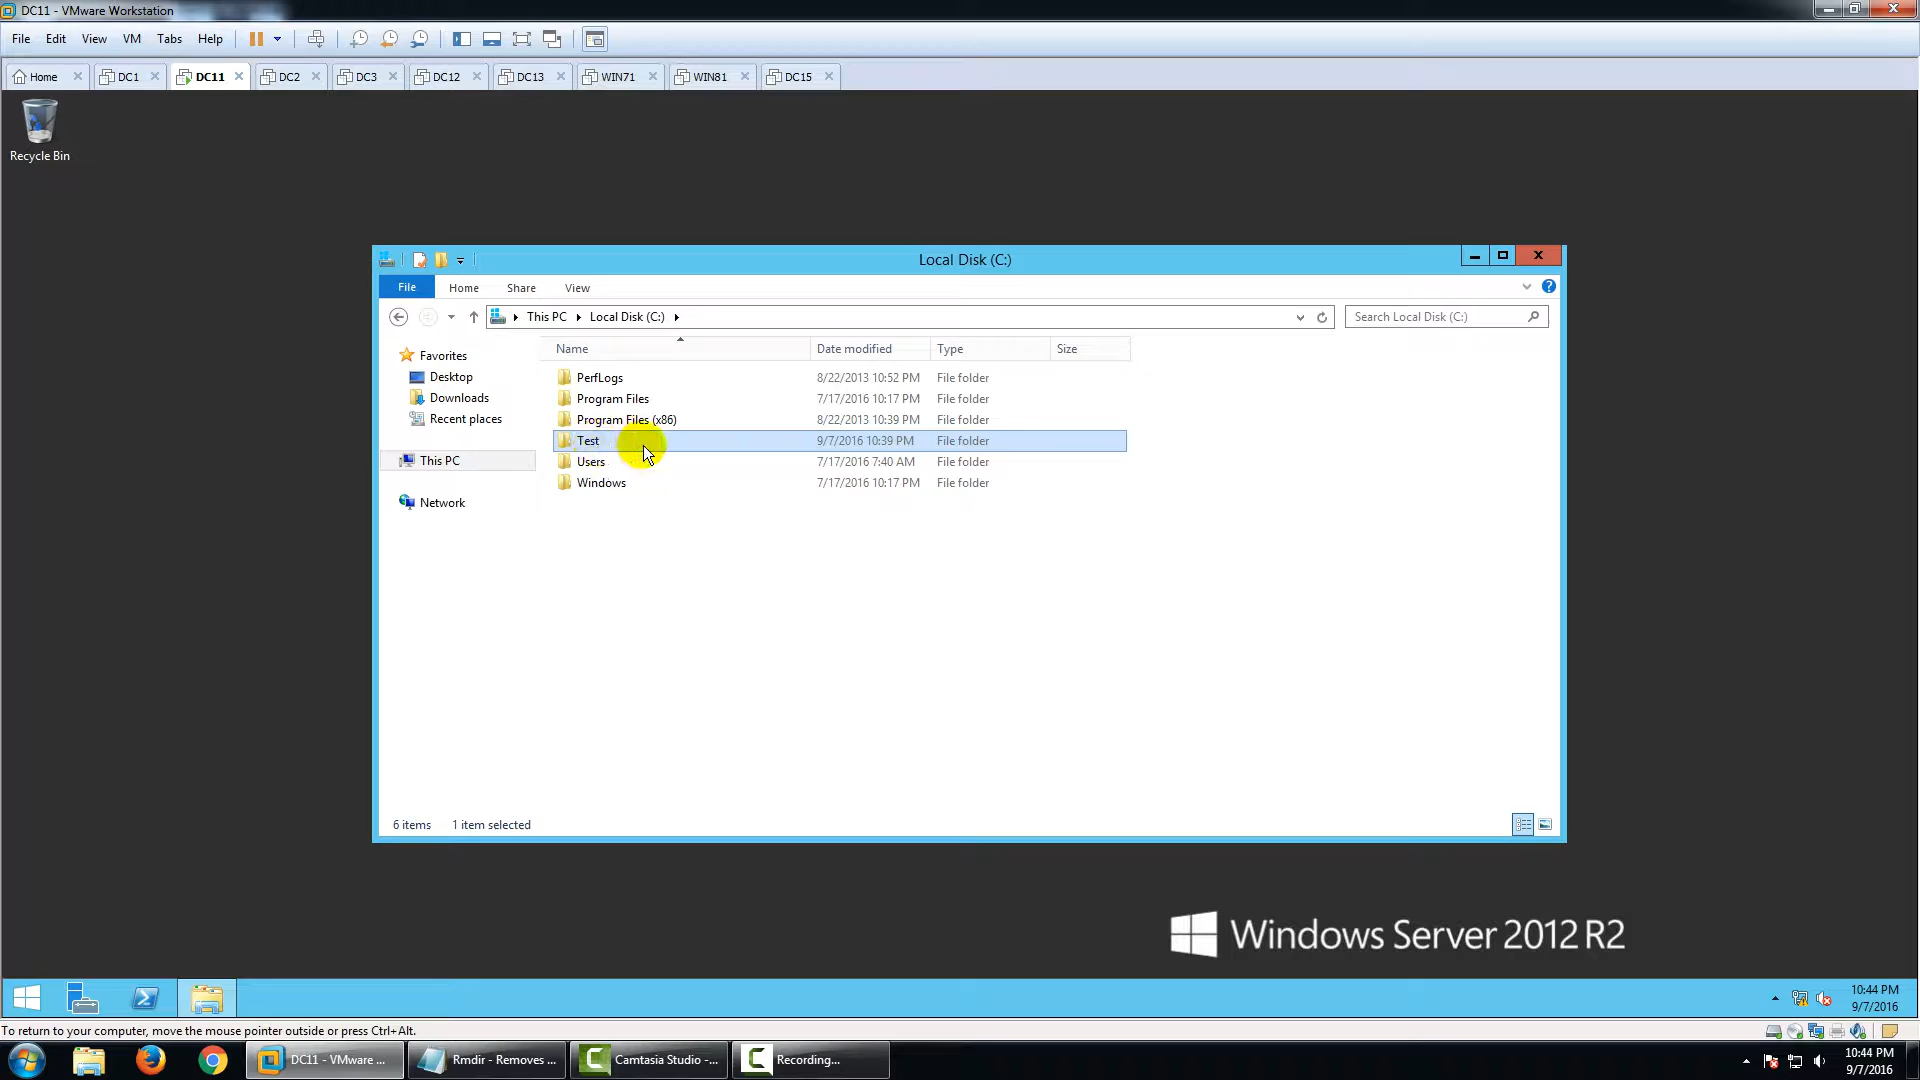 DC11 - VMware Workstation
File Edit View VM Tabs Help
Home DC1 DC11 DC2 DC3 DC12 DC13 WIN71 WIN81 DC15
Recycle Bin
Local Disk (C:)
File Home Share View
This PC Local Disk (C:) Search Local Disk (C:)
Name Date modified Type Size
Favorites
Desktop
Downloads
Recent places
This PC
Network
PerfLogs 8/22/2013 10:52 PM File folder
Program Files 7/17/2016 10:17 PM File folder
Program Files (x86) 8/22/2013 10:39 PM File folder
Test 9/7/2016 10:39 PM File folder
Users 7/17/2016 7:40 AM File folder
Windows 7/17/2016 10:17 PM File folder
6 items 1 item selected
Windows Server 2012 R2
10:44 PM
9/7/2016
To return to your computer, move the mouse pointer outside or press Ctrl+Alt.
DC11 - VMware ... Rmdir - Removes ... Camtasia Studio -... Recording...
10:44 PM
9/7/2016